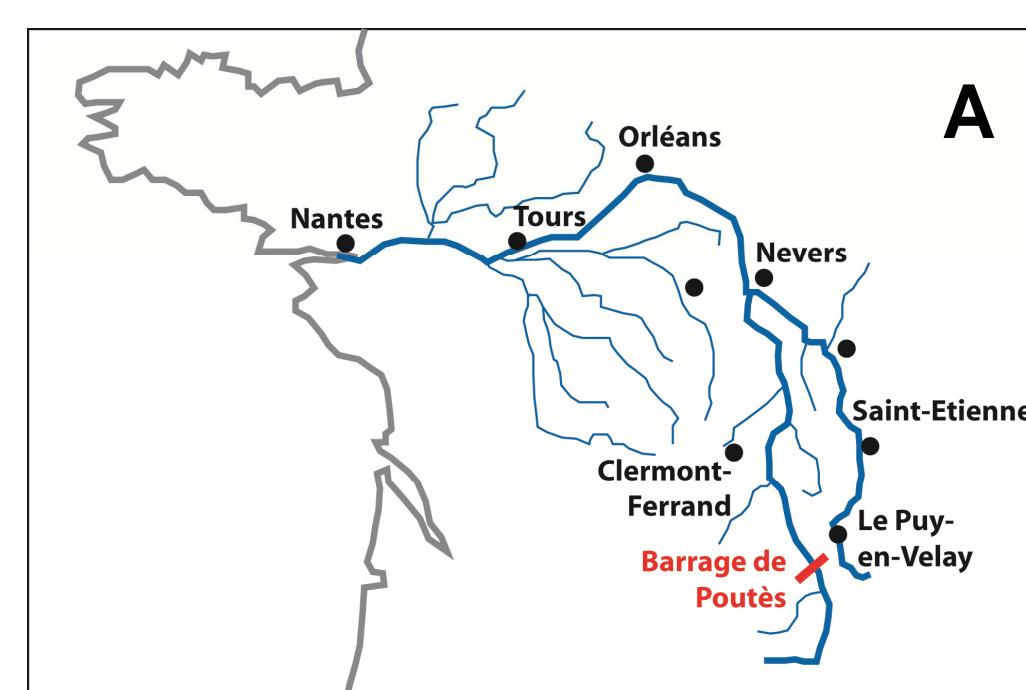 A
Orléans
Nantes
Tours
Nevers
Saint-Etienne
Clermont-
Ferrand
Le Puy-
en-Velay
Barrage de
Poutès